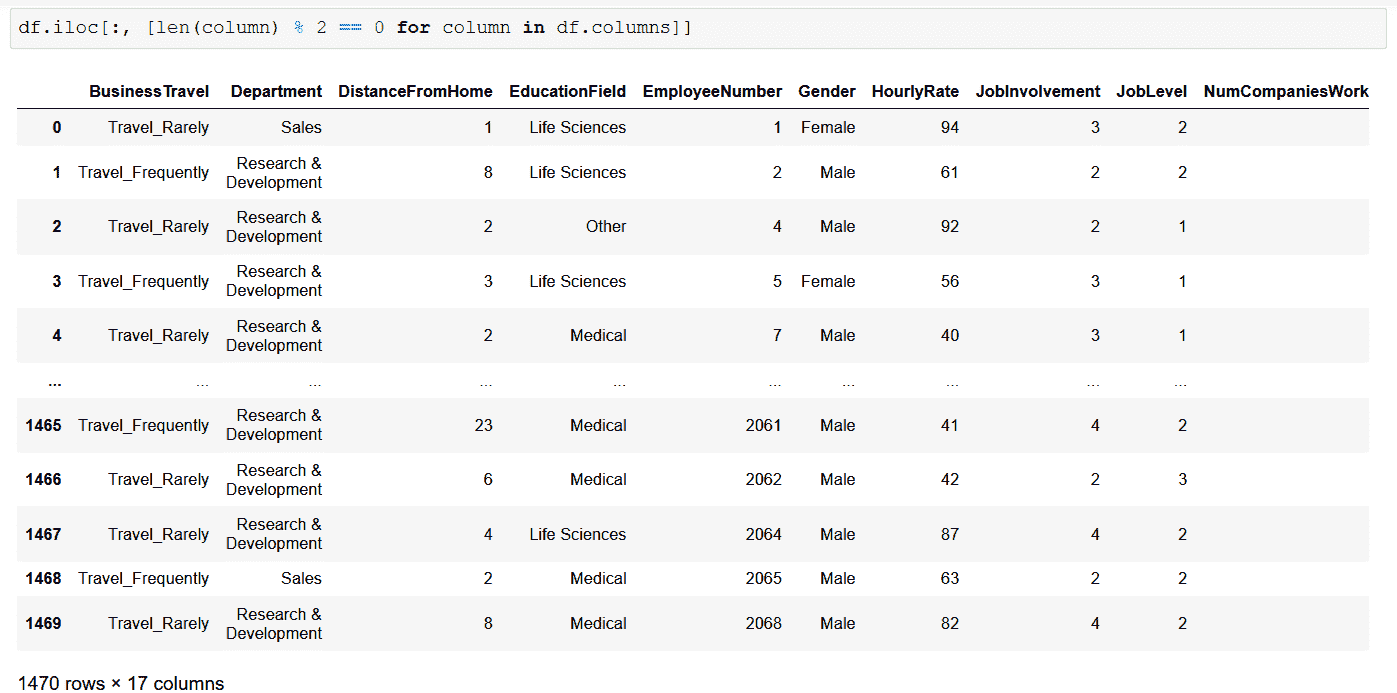 df.iloc[:, [len(column) % 2 == 0 for column in df.columns]]
BusinessTravel Department DistanceFromHome EducationField EmployeeNumber Gender HourlyRate JobInvolvement JobLevel NumCompaniesWork
0 Travel_Rarely Sales 1 Life Sciences 1 Female 94 3 2
1 Travel_Frequently Research & Development 8 Life Sciences 2 Male 61 2 2
2 Travel_Rarely Research & Development 2 Other 4 Male 92 2 1
3 Travel_Frequently Research & Development 3 Life Sciences 5 Female 56 3 1
4 Travel_Rarely Research & Development 2 Medical 7 Male 40 3 1
... ... ... ... ... ... ... ... ... ...
1465 Travel_Frequently Research & Development 23 Medical 2061 Male 41 4 2
1466 Travel_Rarely Research & Development 6 Medical 2062 Male 42 2 3
1467 Travel_Rarely Research & Development 4 Life Sciences 2064 Male 87 4 2
1468 Travel_Frequently Sales 2 Medical 2065 Male 63 2 2
1469 Travel_Rarely Research & Development 8 Medical 2068 Male 82 4 2
1470 rows × 17 columns